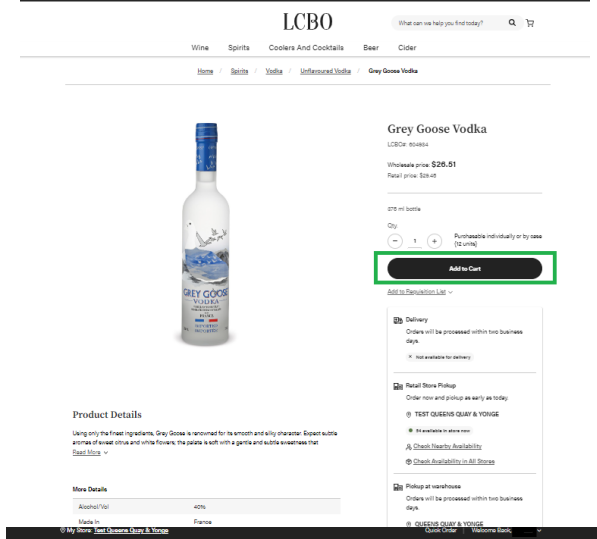 LCBO
What can we help you find today?
Wine Spirits Coolers And Cocktails Beer Cider
Home / Spirits / Vodka / Unflavoured Vodka / Grey Goose Vodka
Grey Goose Vodka
LCBO#:
Wholesale price: $26.51
Retail price:
375 ml bottle
Qty.
− 1 +
Purchasable individually or by case
(12 units)
Add to Cart
Add to Requisition List
GREY GOOSE
VODKA
Delivery
Orders will be processed within two business
days.
× Not available for delivery
Retail Store Pickup
Order now and pickup as early as today.
TEST QUEENS QUAY & YONGE
94 available in store now
Check Nearby Availability
Check Availability in All Stores
Pickup at warehouse
Orders will be processed within two business
days.
QUEENS QUAY & YONGE
Product Details
Using only the finest ingredients, Grey Goose is renowned for its smooth and silky character. Expect subtle
aromas of sweet citrus and white flowers; the palate is soft with a gentle and subtle sweetness that
Read More
More Details
Alcohol/Vol 40%
Made In France
My Store: Test Queens Quay & Yonge
Quick Order Welcome Back,